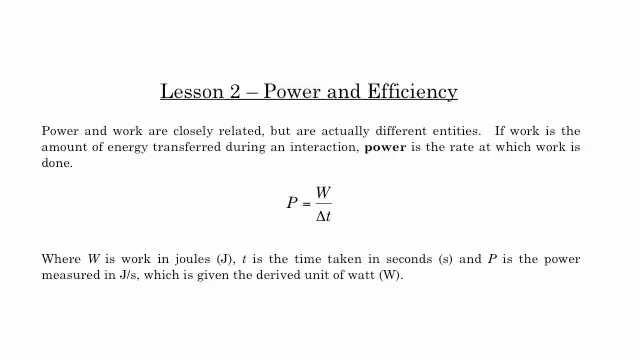 Lesson 2 – Power and Efficiency
Power and work are closely related, but are actually different entities. If work is the
amount of energy transferred during an interaction, power is the rate at which work is
done.
P = W
Δt
Where W is work in joules (J), t is the time taken in seconds (s) and P is the power
measured in J/s, which is given the derived unit of watt (W).